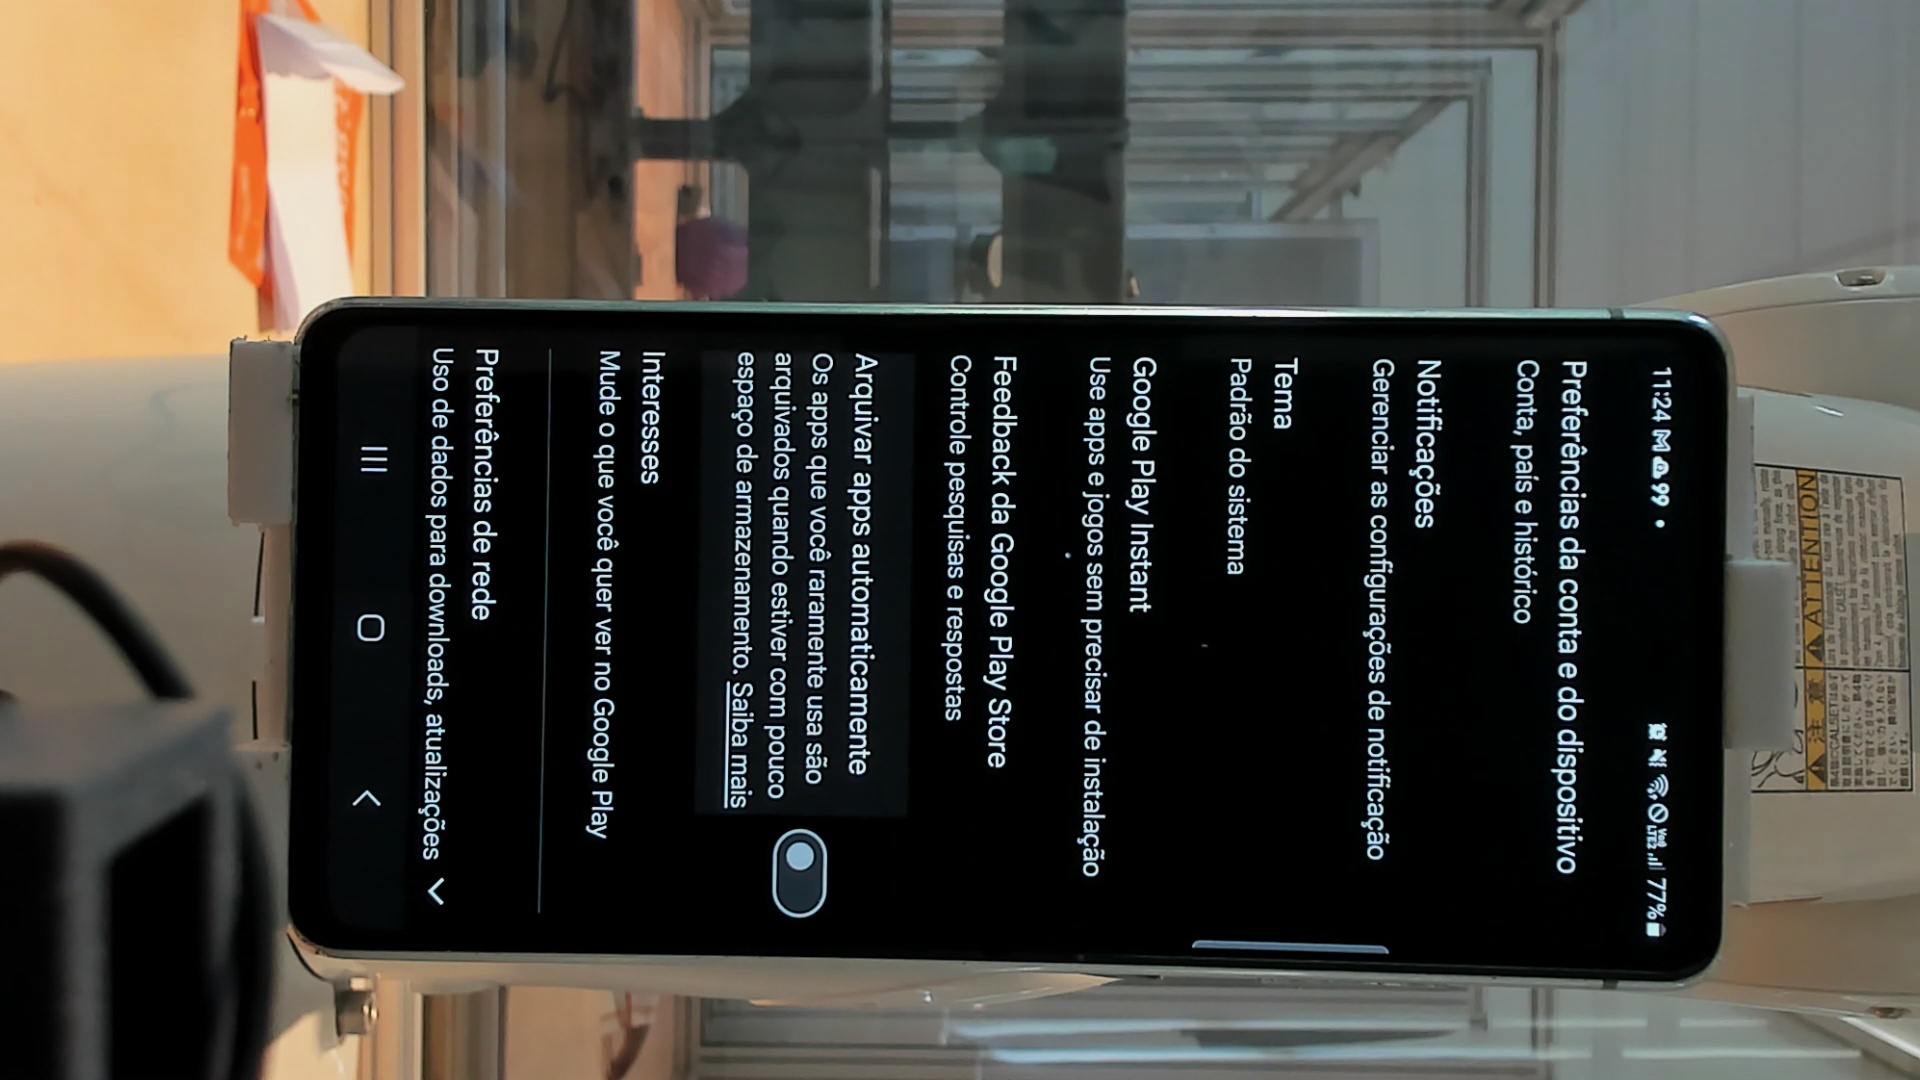 11:24 99 • LTE2 77%
Preferências da conta e do dispositivo
Conta, país e histórico
Notificações
Gerenciar as configurações de notificação
Tema
Padrão do sistema
Google Play Instant
Use apps e jogos sem precisar de instalação
Feedback da Google Play Store
Controle pesquisas e respostas
Arquivar apps automaticamente
Os apps que você raramente usa são
arquivados quando estiver com pouco
espaço de armazenamento. Saiba mais
Interesses
Mude o que você quer ver no Google Play
Preferências de rede
Uso de dados para downloads, atualizações
ATTENTION
注 意